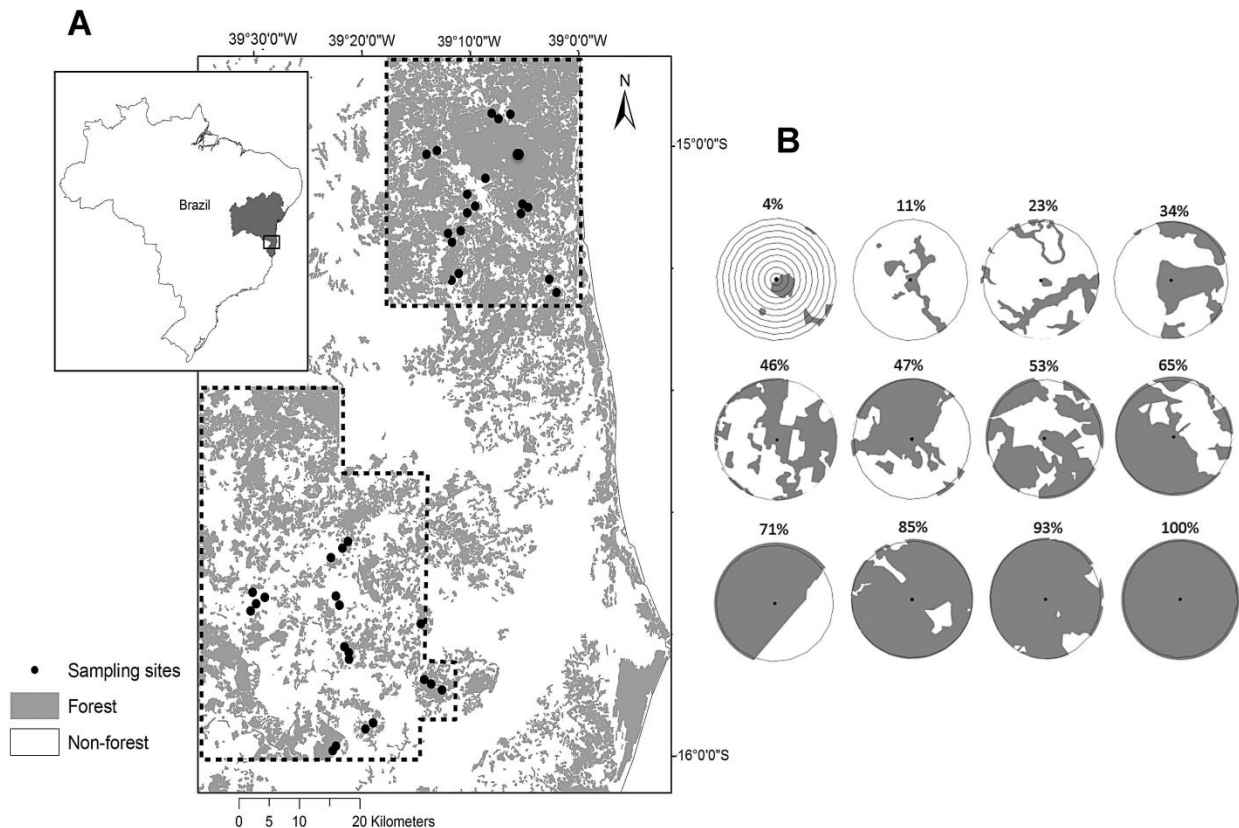 A
39°30'0"W 39°20'0"W 39°10'0"W 39°0'0"W
N
15°0'0"S
Brazil
16°0'0"S
Sampling sites
Forest
Non-forest
0 5 10 20 Kilometers
B
4% 11% 23% 34%
46% 47% 53% 65%
71% 85% 93% 100%